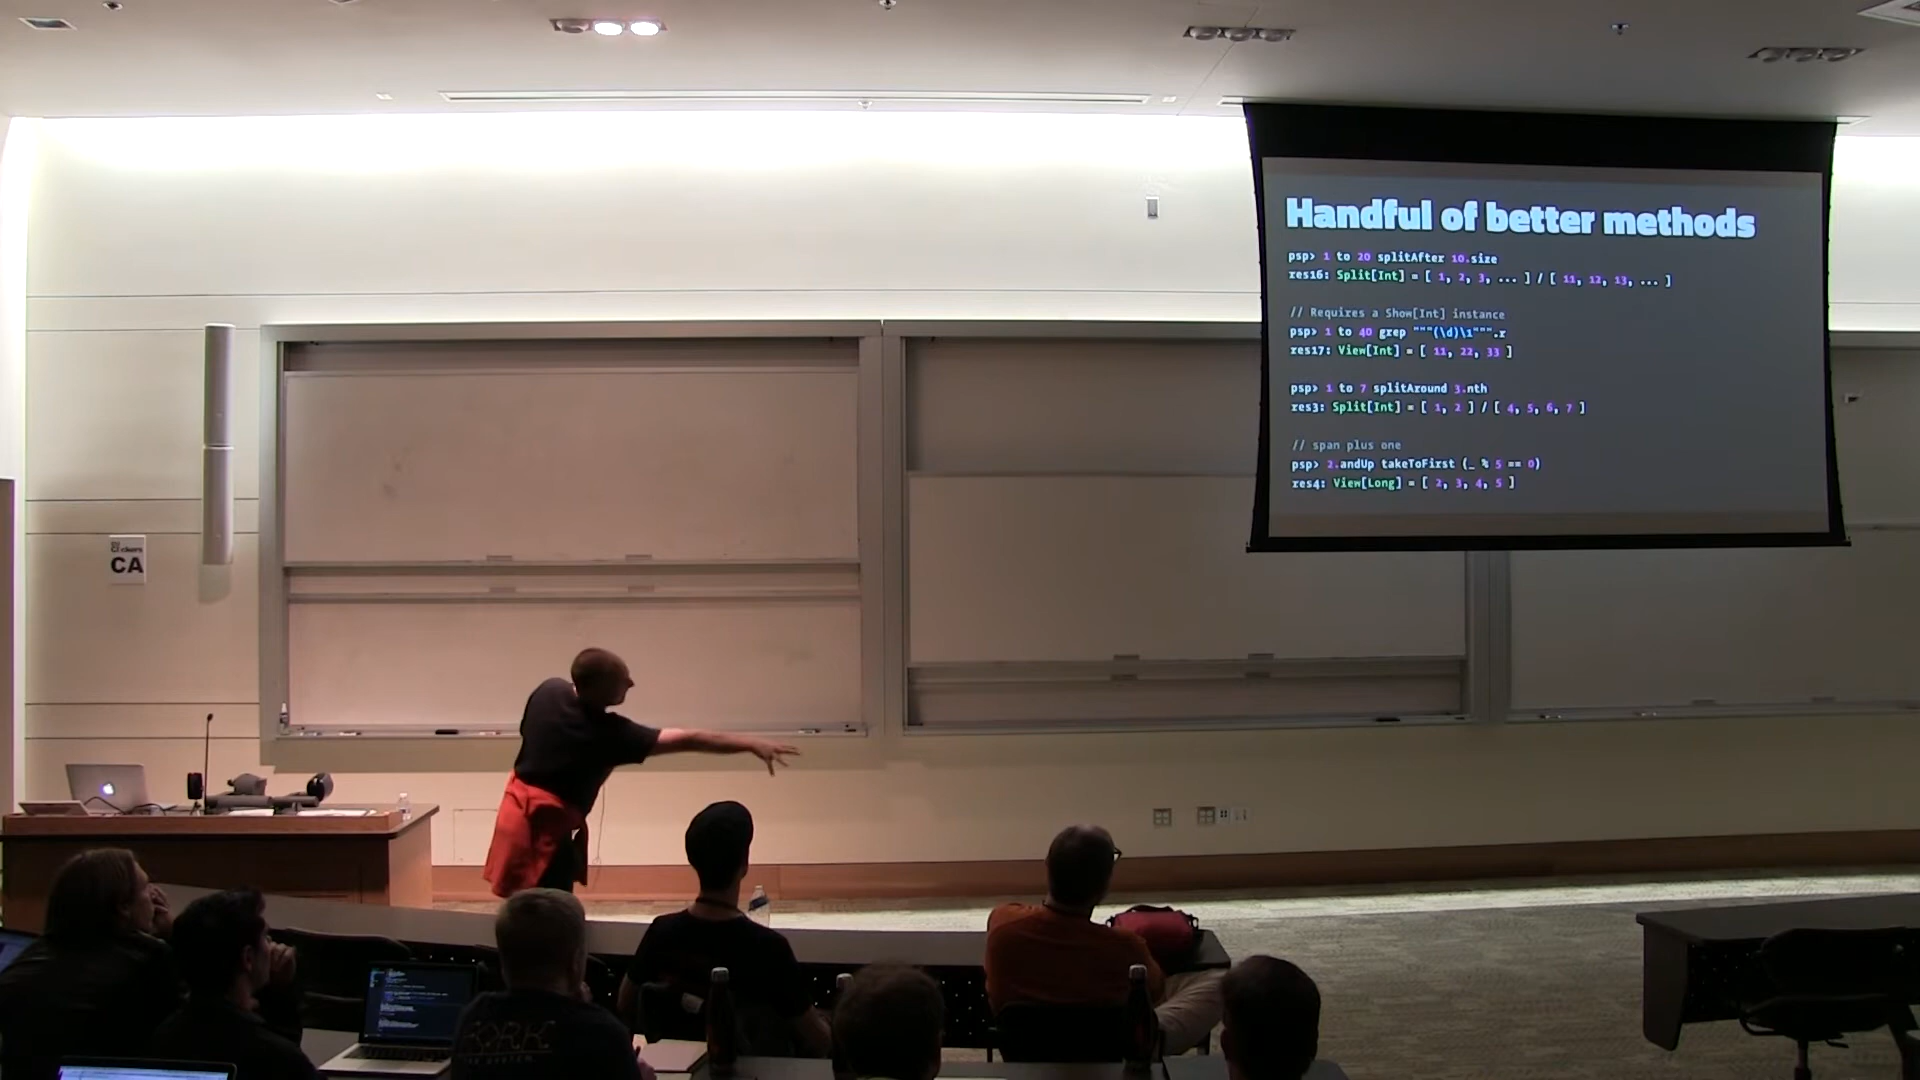 Handful of better methods
psp> 1 to 20 splitAfter 10.size
res16: Split[Int] = [ 1, 2, 3, ... ] / [ 11, 12, 13, ... ]
// Requires a Show[Int] instance
psp> 1 to 40 grep """(\d)\1""".r
res17: View[Int] = [ 11, 22, 33 ]
psp> 1 to 7 splitAround 3.nth
res3: Split[Int] = [ 1, 2 ] / [ 4, 5, 6, 7 ]
// span plus one
psp> 2.andUp takeToFirst (_ % 5 == 0)
res4: View[Long] = [ 2, 3, 4, 5 ]
CA